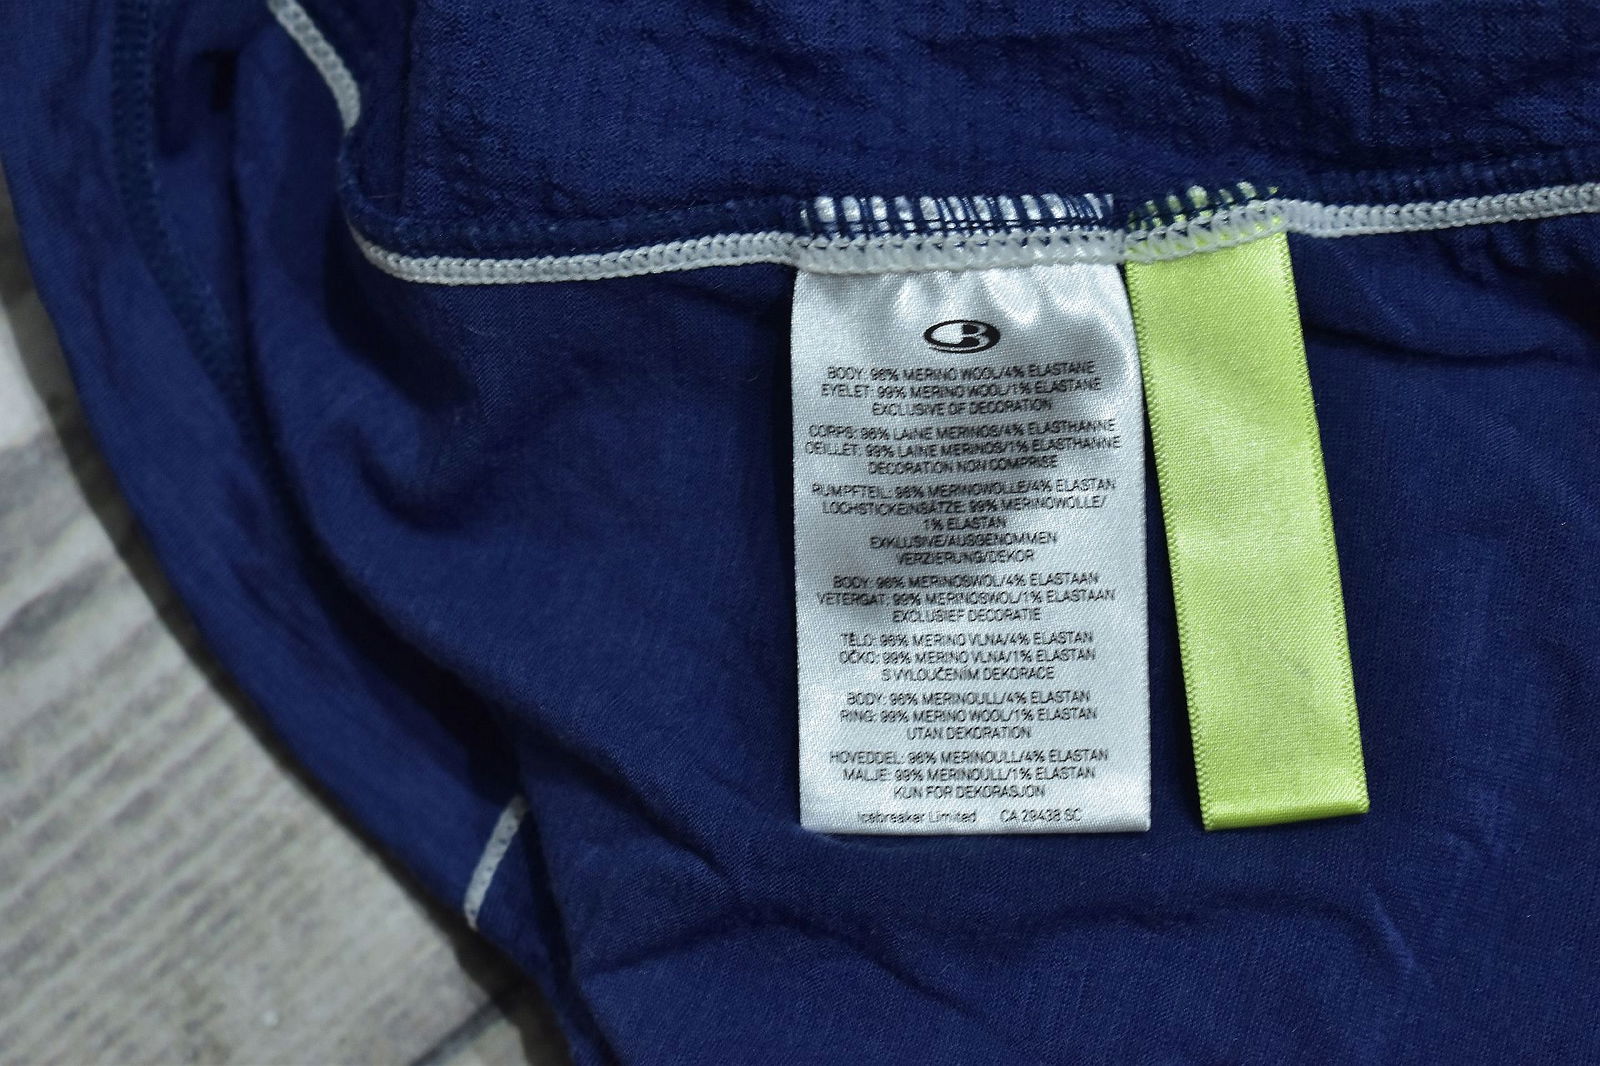 BODY: 96% MERINO WOOL/4% ELASTANE
EYELET: 99% MERINO WOOL/1% ELASTANE
EXCLUSIVE OF DECORATION
CORPS: 96% LAINE MERINOS/4% ELASTHANNE
OEILLET: 99% LAINE MERINOS/1% ELASTHANNE
DECORATION NON COMPRISE
RUMPFTEIL: 96% MERINOWOLLE/4% ELASTAN
LOCHSTICKEINSÄTZE: 99% MERINOWOLLE/
1% ELASTAN
EXKLUSIVE/AUSGENOMMEN
VERZIERUNG/DEKOR
BODY: 96% MERINOSWOL/4% ELASTAAN
VETERGAT: 99% MERINOSWOL/1% ELASTAAN
EXCLUSIEF DECORATIE
TĚLO: 96% MERINO VLNA/4% ELASTAN
OČKO: 99% MERINO VLNA/1% ELASTAN
S VYLOUČENÍM DEKORACE
BODY: 96% MERINOULL/4% ELASTAN
RING: 99% MERINO WOOL/1% ELASTAN
UTAN DEKORATION
HOVEDDEL: 96% MERINOULL/4% ELASTAN
MALJE: 99% MERINOULL/1% ELASTAN
KUN FOR DEKORASJON
Icebreaker Limited CA 29438 SC